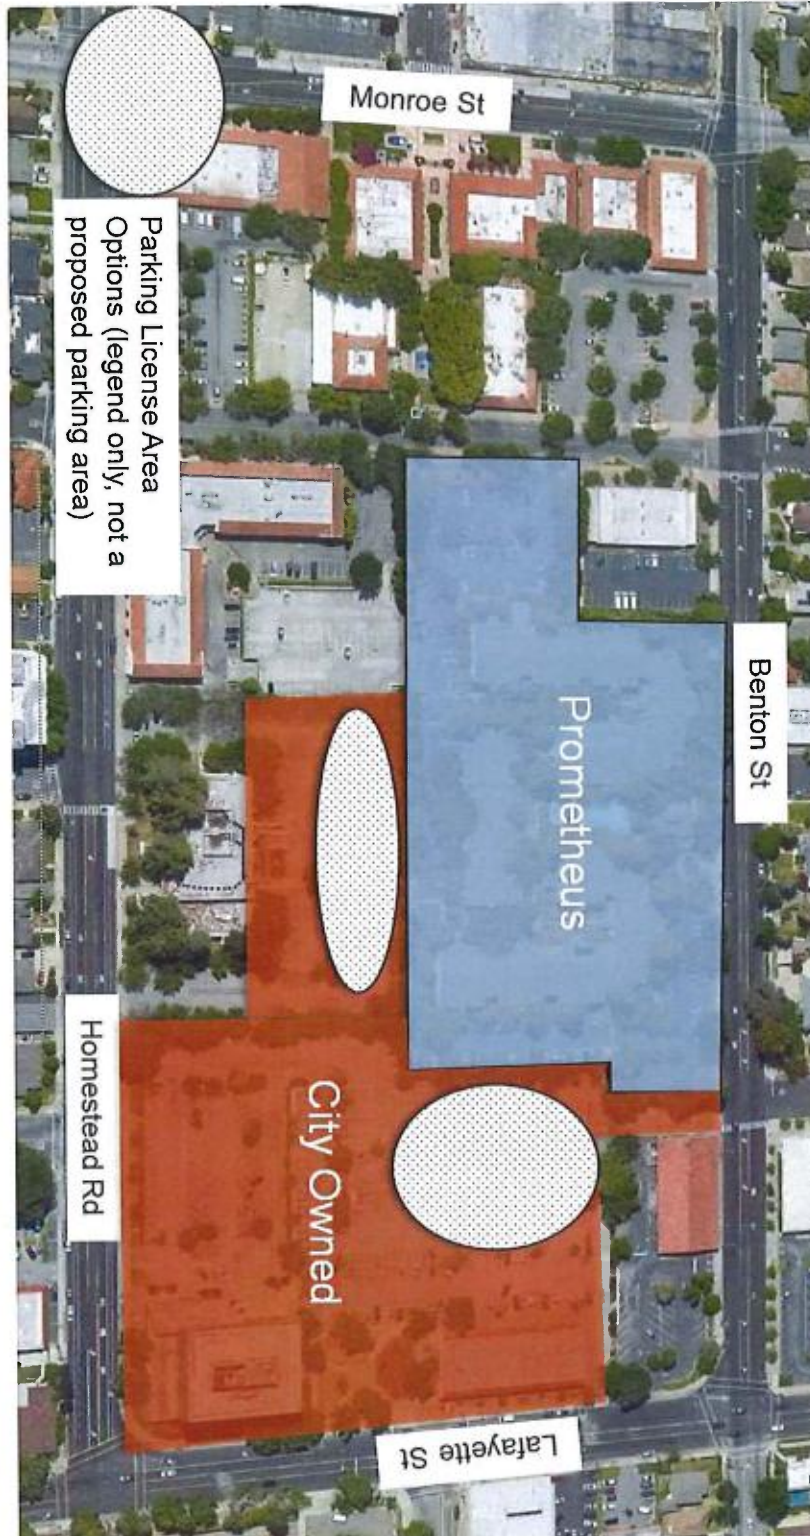 Monroe St
Parking License Area
Options (legend only, not a
proposed parking area)
Benton St
Prometheus
City Owned
Homestead Rd
Lafayette St